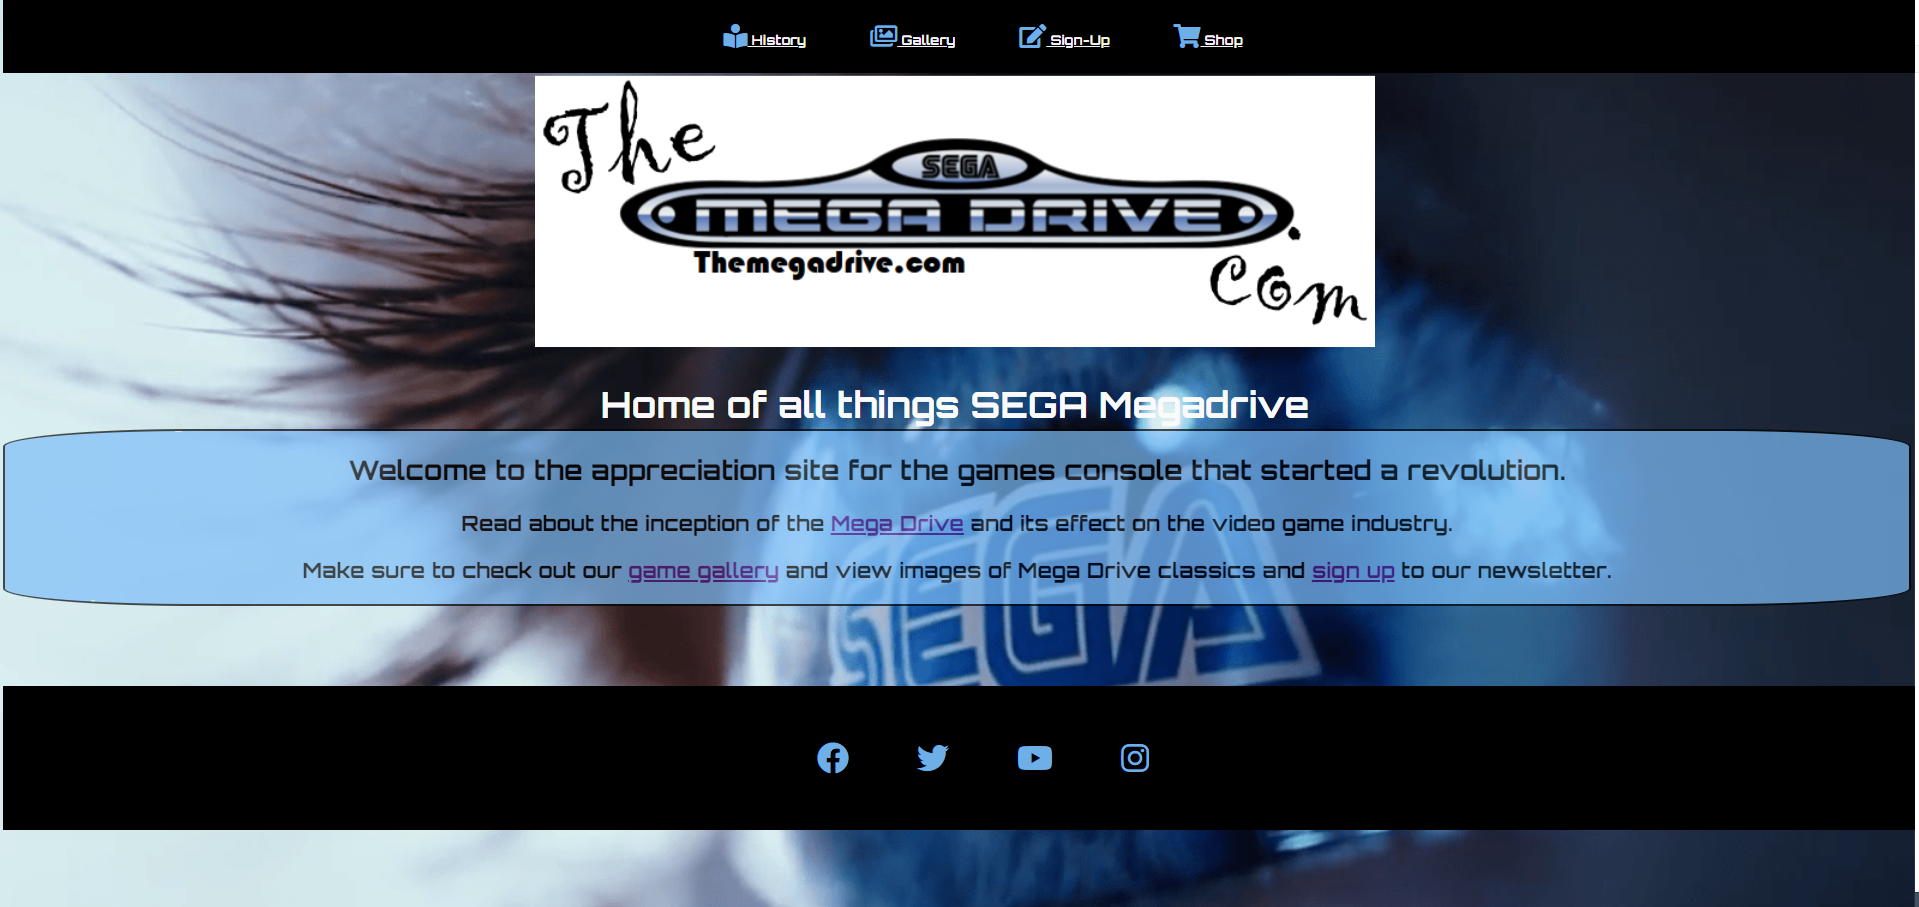 History Gallery Sign-Up Shop
The
SEGA
MEGA DRIVE
.
Themegadrive.com
com
Home of all things SEGA Megadrive
Welcome to the appreciation site for the games console that started a revolution.
Read about the inception of the Mega Drive and its effect on the video game industry.
Make sure to check out our game gallery and view images of Mega Drive classics and sign up to our newsletter.
SEGA